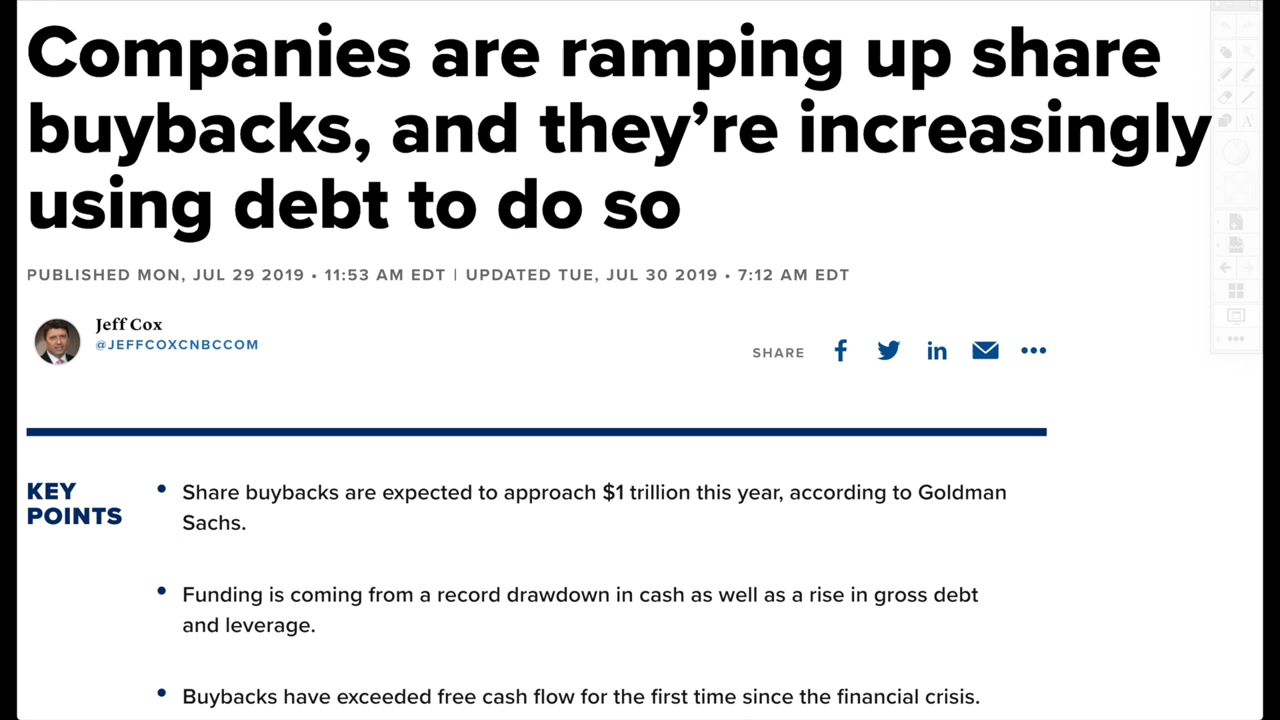 Companies are ramping up share
buybacks, and they’re increasingly
using debt to do so
PUBLISHED MON, JUL 29 2019 • 11:53 AM EDT | UPDATED TUE, JUL 30 2019 • 7:12 AM EDT
Jeff Cox
@JEFFCOXCNBCCOM
SHARE
KEY
POINTS
• Share buybacks are expected to approach $1 trillion this year, according to Goldman
Sachs.
• Funding is coming from a record drawdown in cash as well as a rise in gross debt
and leverage.
• Buybacks have exceeded free cash flow for the first time since the financial crisis.